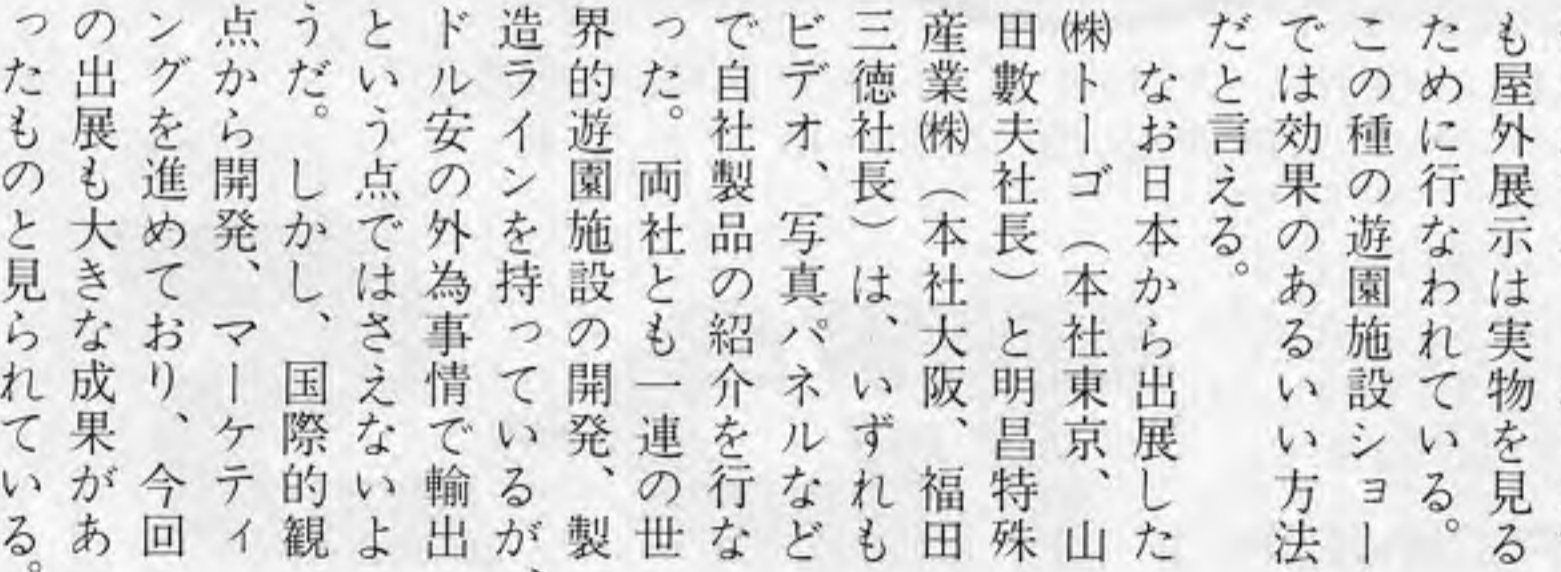 も屋外展示は実物を見る
ために行なわれている。
この種の遊園施設ショー
では効果のあるいい方法
だと言える。
なお日本から出展した
㈱トーゴ（本社東京、山
田數夫社長）と明昌特殊
産業㈱（本社大阪、福田
三徳社長）は、いずれも
ビデオ、写真パネルなど
で自社製品の紹介を行な
った。両社とも一連の世
界的遊園施設の開発、製
造ラインを持っているが、
ドル安の外為事情で輸出
という点ではさえないよ
うだ。しかし、国際的観
点から開発、マーケティ
ングを進めており、今回
の出展も大きな成果があ
ったものと見られている。